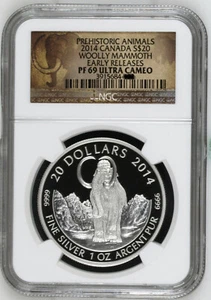 PREHISTORIC ANIMALS
2014 CANADA S$20
WOOLLY MAMMOTH
EARLY RELEASES
PF 69 ULTRA CAMEO
NGC
20 DOLLARS 2014
9999
9999
FINE SILVER 1 OZ ARGENT PUR